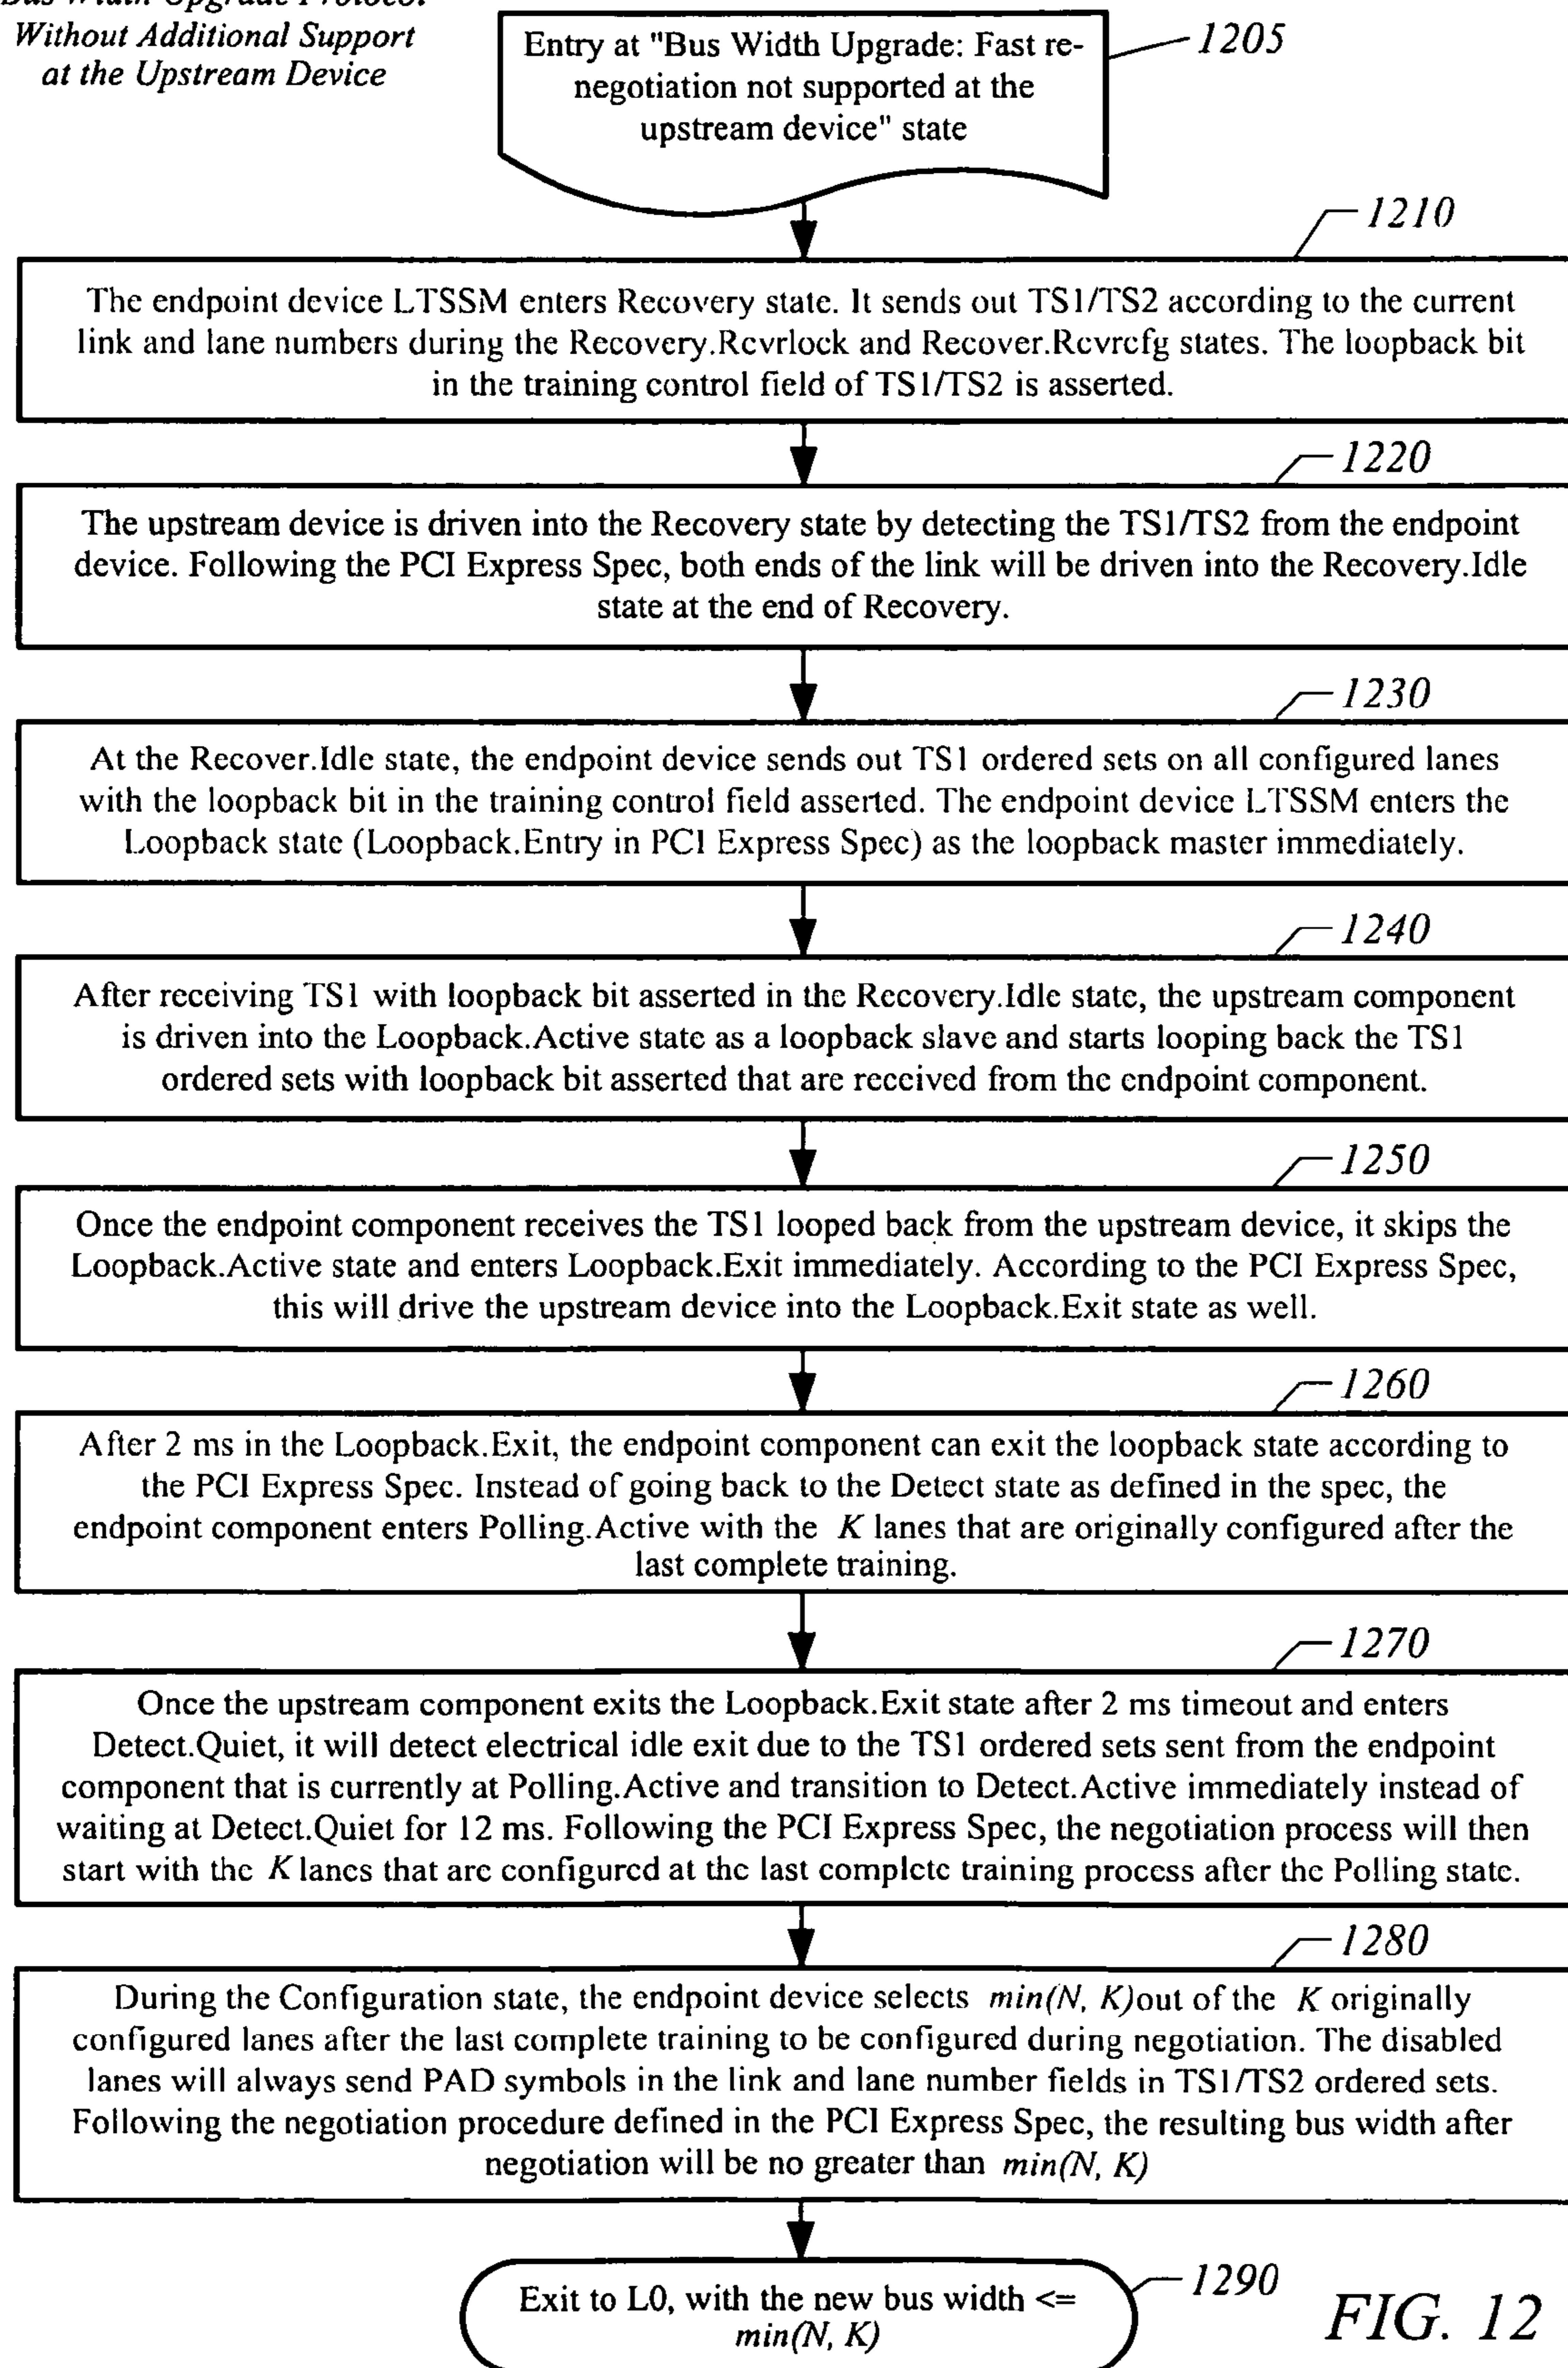 Bus Width Upgrade Protocol
Without Additional Support
at the Upstream Device
Entry at "Bus Width Upgrade: Fast re-
negotiation not supported at the
upstream device" state
1205
1210
The endpoint device LTSSM enters Recovery state. It sends out TS1/TS2 according to the current
link and lane numbers during the Recovery.Rcvrlock and Recover.Rcvrcfg states. The loopback bit
in the training control field of TS1/TS2 is asserted.
1220
The upstream device is driven into the Recovery state by detecting the TS1/TS2 from the endpoint
device. Following the PCI Express Spec, both ends of the link will be driven into the Recovery.Idle
state at the end of Recovery.
1230
At the Recover.Idle state, the endpoint device sends out TS1 ordered sets on all configured lanes
with the loopback bit in the training control field asserted. The endpoint device LTSSM enters the
Loopback state (Loopback.Entry in PCI Express Spec) as the loopback master immediately.
1240
After receiving TS1 with loopback bit asserted in the Recovery.Idle state, the upstream component
is driven into the Loopback.Active state as a loopback slave and starts looping back the TS1
ordered sets with loopback bit asserted that are received from the endpoint component.
1250
Once the endpoint component receives the TS1 looped back from the upstream device, it skips the
Loopback.Active state and enters Loopback.Exit immediately. According to the PCI Express Spec,
this will drive the upstream device into the Loopback.Exit state as well.
1260
After 2 ms in the Loopback.Exit, the endpoint component can exit the loopback state according to
the PCI Express Spec. Instead of going back to the Detect state as defined in the spec, the
endpoint component enters Polling.Active with the K lanes that are originally configured after the
last complete training.
1270
Once the upstream component exits the Loopback.Exit state after 2 ms timeout and enters
Detect.Quiet, it will detect electrical idle exit due to the TS1 ordered sets sent from the endpoint
component that is currently at Polling.Active and transition to Detect.Active immediately instead of
waiting at Detect.Quiet for 12 ms. Following the PCI Express Spec, the negotiation process will then
start with the K lanes that are configured at the last complete training process after the Polling state.
1280
During the Configuration state, the endpoint device selects min(N, K)out of the K originally
configured lanes after the last complete training to be configured during negotiation. The disabled
lanes will always send PAD symbols in the link and lane number fields in TS1/TS2 ordered sets.
Following the negotiation procedure defined in the PCI Express Spec, the resulting bus width after
negotiation will be no greater than min(N, K)
Exit to L0, with the new bus width <=
min(N, K)
1290
FIG. 12